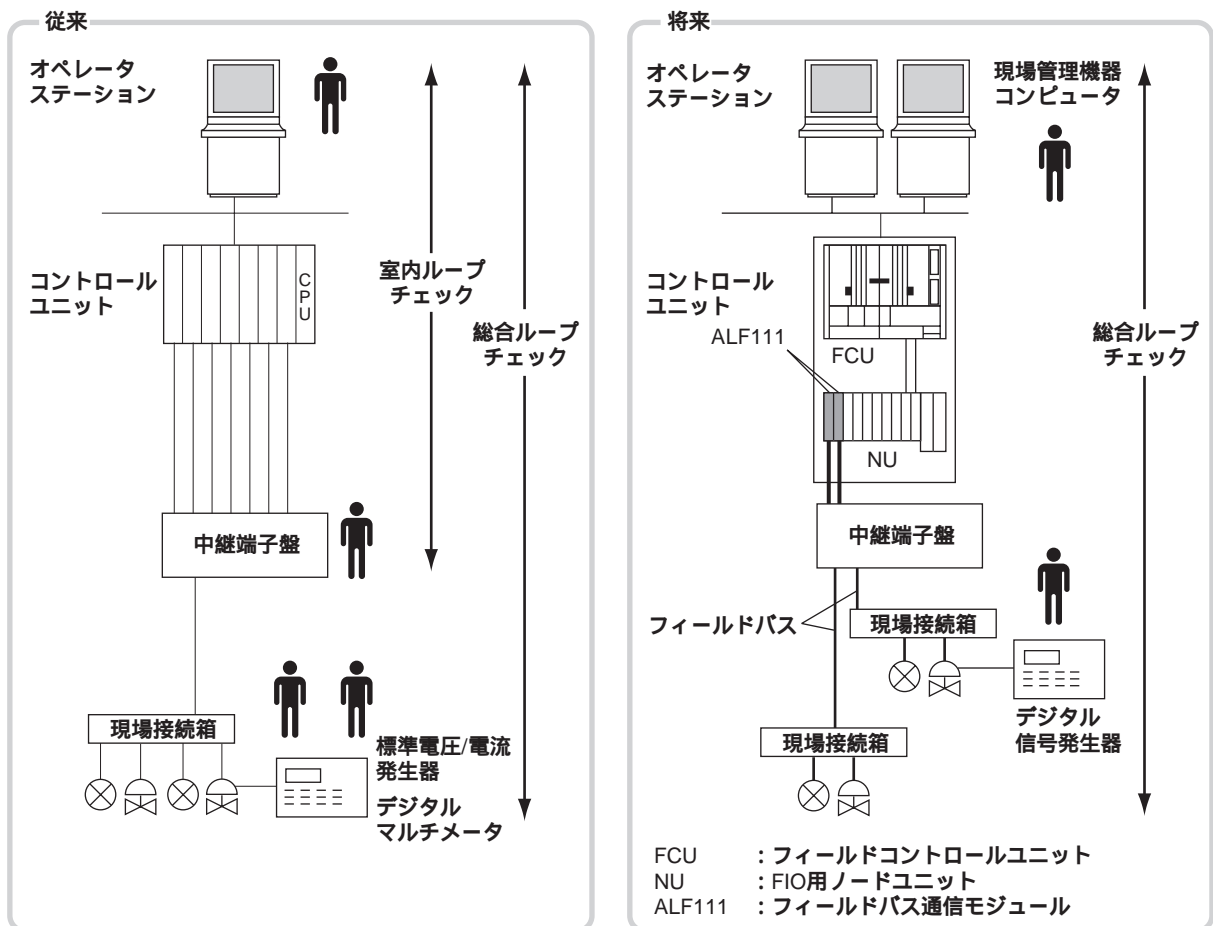 従来
オペレータ
ステーション
コントロール
ユニット
CPU
室内ループ
チェック
総合ループ
チェック
中継端子盤
現場接続箱
標準電圧/電流
発生器
デジタル
マルチメータ
将来
オペレータ
ステーション
現場管理機器
コンピュータ
コントロール
ユニット
ALF111
FCU
NU
総合ループ
チェック
中継端子盤
フィールドバス
現場接続箱
デジタル
信号発生器
現場接続箱
FCU :フィールドコントロールユニット
NU :FIO用ノードユニット
ALF111 :フィールドバス通信モジュール